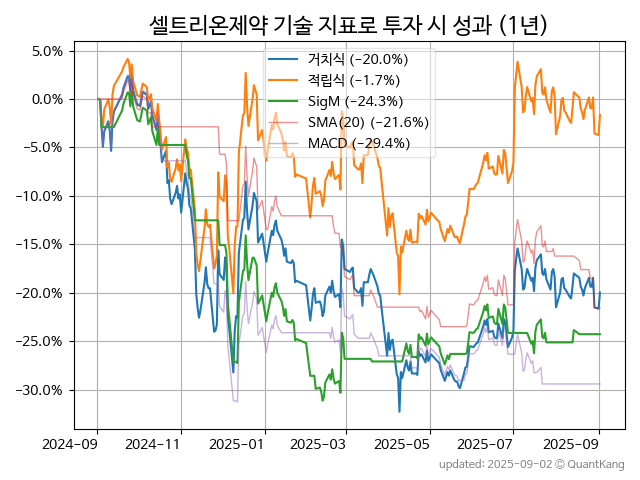 셀트리온제약 기술 지표로 투자 시 성과 (1년)
거치식 (−20.0%)
적립식 (−1.7%)
SigM (−24.3%)
SMA(20) (−21.6%)
MACD (−29.4%)
5.0%
0.0%
−5.0%
−10.0%
−15.0%
−20.0%
−25.0%
−30.0%
2024-09 2024-11 2025-01 2025-03 2025-05 2025-07 2025-09
updated: 2025-09-02 © QuantKang